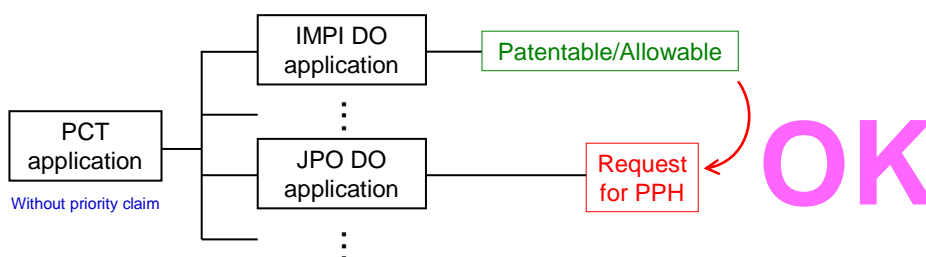 IMPI DO
application
Patentable/Allowable
PCT
application
Without priority claim
JPO DO
application
Request
for PPH
OK